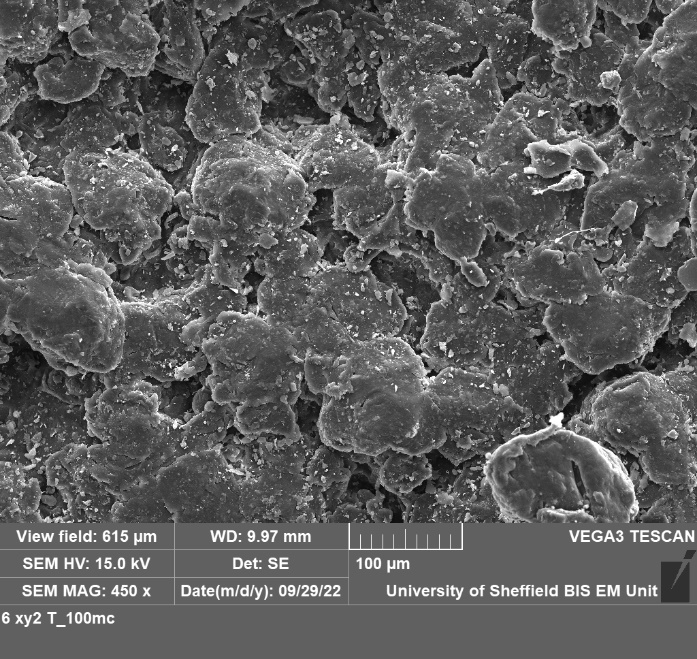 View field: 615 µm
WD: 9.97 mm
VEGA3 TESCAN
SEM HV: 15.0 kV
Det: SE
100 µm
SEM MAG: 450 x
Date(m/d/y): 09/29/22
University of Sheffield BIS EM Unit
6 xy2 T_100mc